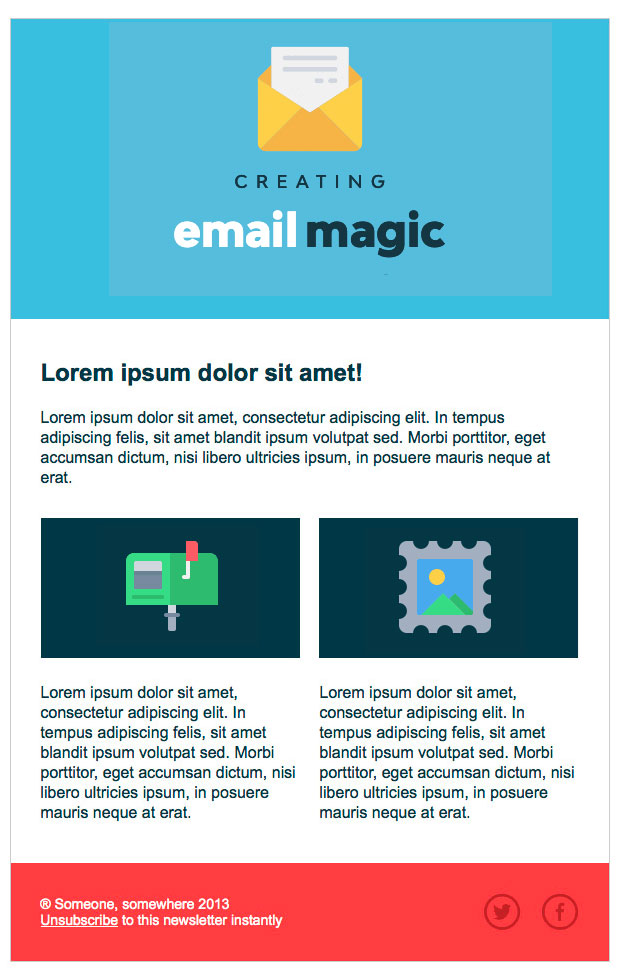 CREATING
email magic
Lorem ipsum dolor sit amet!
Lorem ipsum dolor sit amet, consectetur adipiscing elit. In tempus
adipiscing felis, sit amet blandit ipsum volutpat sed. Morbi porttitor, eget
accumsan dictum, nisi libero ultricies ipsum, in posuere mauris neque at
erat.
Lorem ipsum dolor sit amet,
consectetur adipiscing elit. In
tempus adipiscing felis, sit amet
blandit ipsum volutpat sed. Morbi
porttitor, eget accumsan dictum, nisi
libero ultricies ipsum, in posuere
mauris neque at erat.
Lorem ipsum dolor sit amet,
consectetur adipiscing elit. In
tempus adipiscing felis, sit amet
blandit ipsum volutpat sed. Morbi
porttitor, eget accumsan dictum, nisi
libero ultricies ipsum, in posuere
mauris neque at erat.
® Someone, somewhere 2013
Unsubscribe to this newsletter instantly